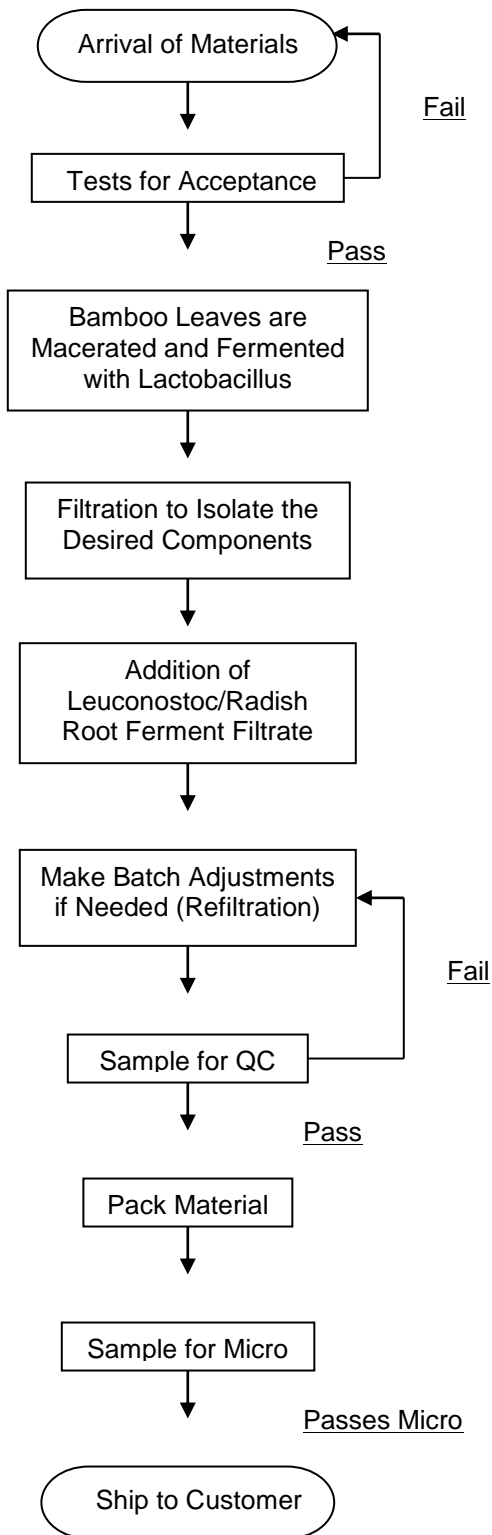 Arrival of Materials
Fail
Tests for Acceptance
Pass
Bamboo Leaves are
Macerated and Fermented
with Lactobacillus
Filtration to Isolate the
Desired Components
Addition of
Leuconostoc/Radish
Root Ferment Filtrate
Make Batch Adjustments
if Needed (Refiltration)
Fail
Sample for QC
Pass
Pack Material
Sample for Micro
Passes Micro
Ship to Customer